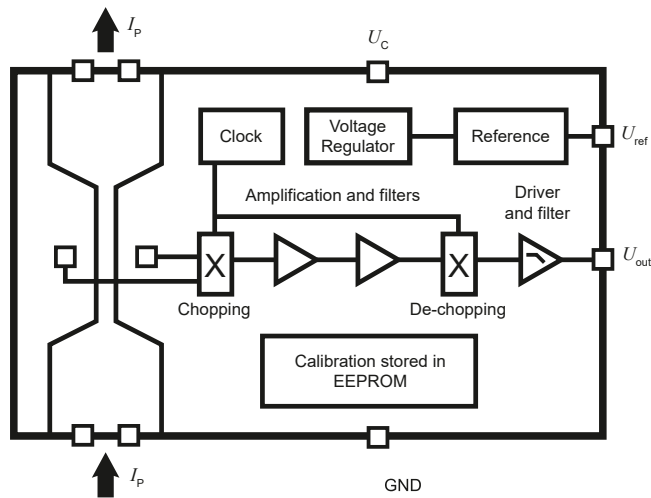 I_P
U_C
Clock
Voltage
Regulator
Reference
U_ref
Amplification and filters
Driver
and filter
X
X
U_out
Chopping
De-chopping
Calibration stored in
EEPROM
I_P
GND